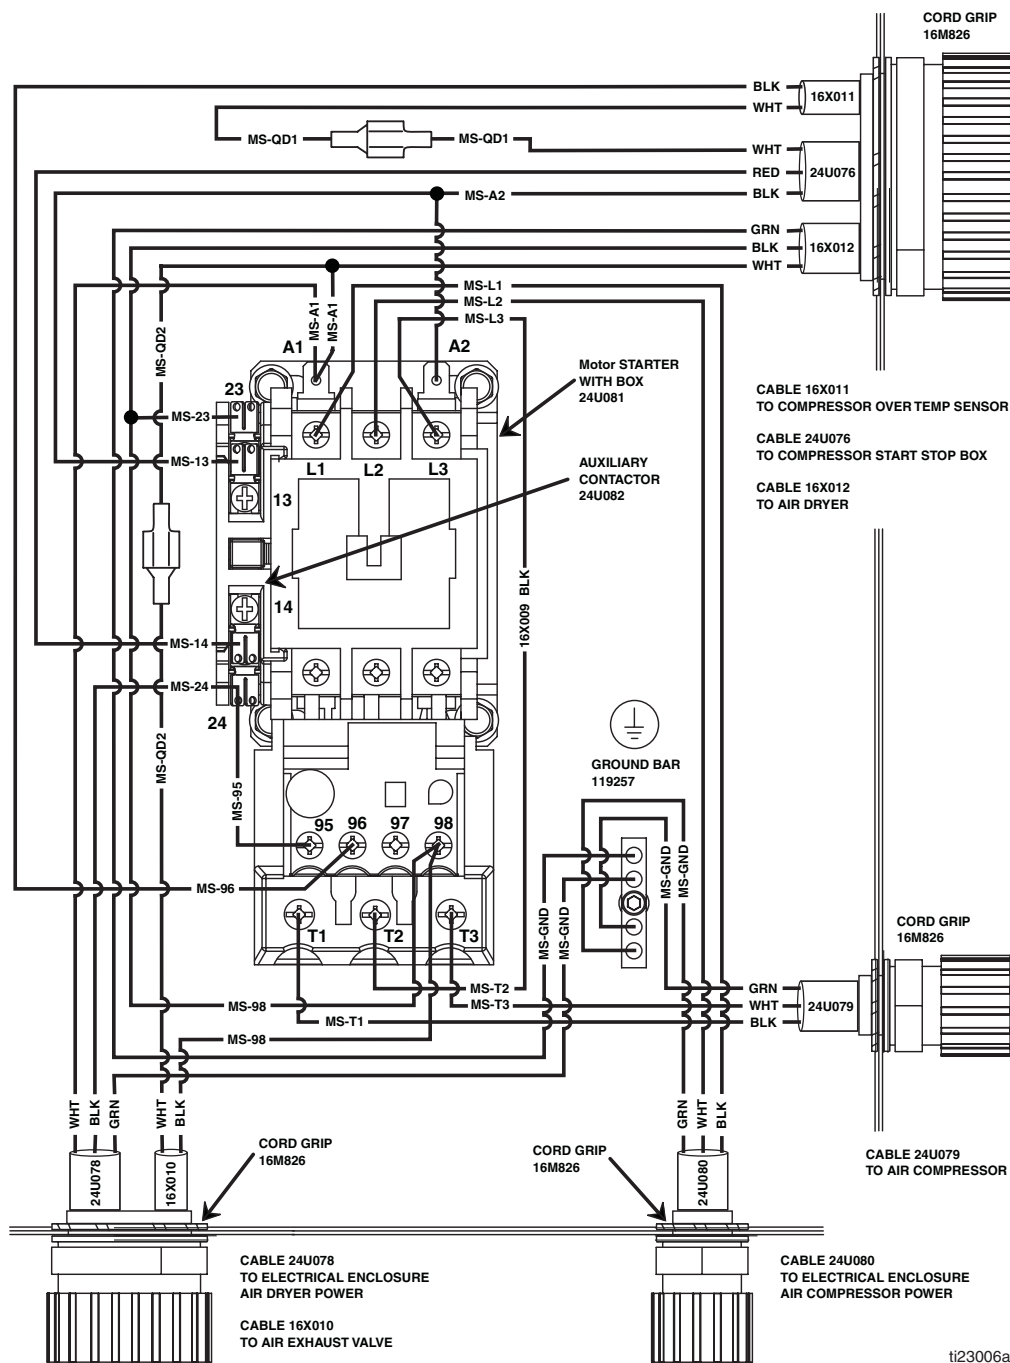 CORD GRIP
16M826
BLK
WHT
16X011
MS-QD1
MS-QD1
WHT
RED
BLK
24U076
MS-A2
GRN
BLK
WHT
16X012
MS-L1
MS-L2
MS-L3
MS-A1
MS-A1
MS-QD2
A1
A2
Motor STARTER
WITH BOX
24U081
23
MS-23
MS-13
L1
L2
L3
13
AUXILIARY
CONTACTOR
24U082
CABLE 16X011
TO COMPRESSOR OVER TEMP SENSOR
CABLE 24U076
TO COMPRESSOR START STOP BOX
CABLE 16X012
TO AIR DRYER
14
16X009 BLK
MS-14
MS-24
24
MS-QD2
MS-95
GROUND BAR
119257
95
96
97
98
MS-96
MS-GND
MS-GND
MS-GND
MS-GND
T1
T2
T3
CORD GRIP
16M826
MS-T2
MS-98
MS-T3
MS-T1
MS-98
GRN
WHT
BLK
24U079
WHT
BLK
GRN
WHT
BLK
GRN
WHT
BLK
CORD GRIP
16M826
CORD GRIP
16M826
CABLE 24U079
TO AIR COMPRESSOR
24U078
16X010
24U080
CABLE 24U078
TO ELECTRICAL ENCLOSURE
AIR DRYER POWER
CABLE 16X010
TO AIR EXHAUST VALVE
CABLE 24U080
TO ELECTRICAL ENCLOSURE
AIR COMPRESSOR POWER
ti23006a